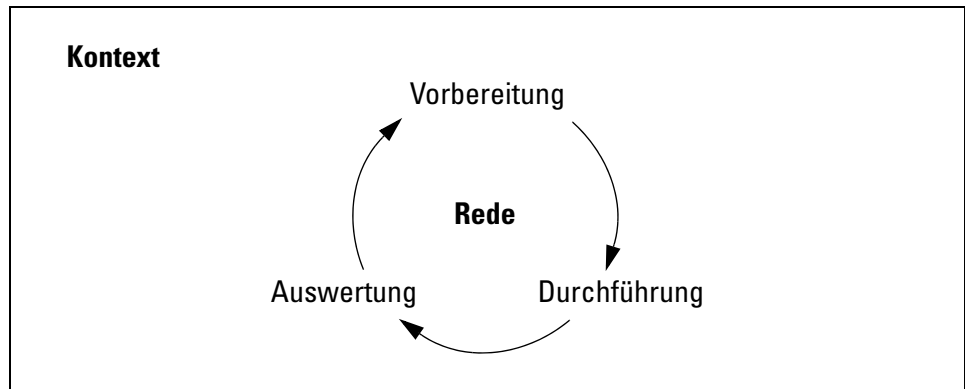 Kontext
Vorbereitung
Rede
Auswertung
Durchführung